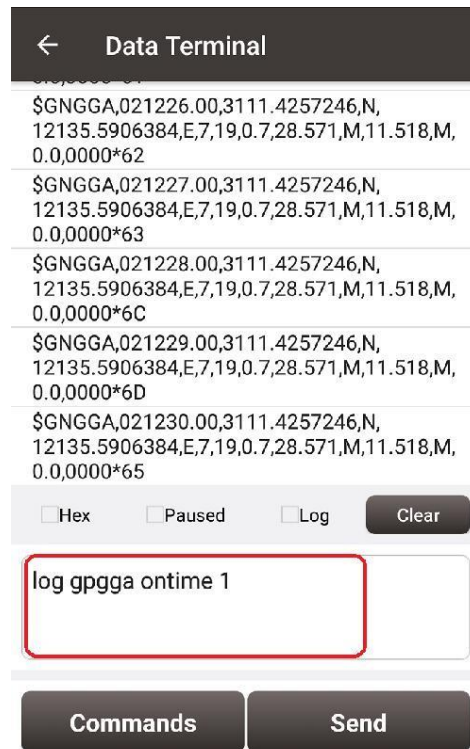 Data Terminal
$GNGGA,021226.00,3111.4257246,N,
12135.5906384,E,7,19,0.7,28.571,M,11.518,M,
0.0,0000*62
$GNGGA,021227.00,3111.4257246,N,
12135.5906384,E,7,19,0.7,28.571,M,11.518,M,
0.0,0000*63
$GNGGA,021228.00,3111.4257246,N,
12135.5906384,E,7,19,0.7,28.571,M,11.518,M,
0.0,0000*6C
$GNGGA,021229.00,3111.4257246,N,
12135.5906384,E,7,19,0.7,28.571,M,11.518,M,
0.0,0000*6D
$GNGGA,021230.00,3111.4257246,N,
12135.5906384,E,7,19,0.7,28.571,M,11.518,M,
0.0,0000*65
Hex Paused Log Clear
log gpgga ontime 1
Commands Send